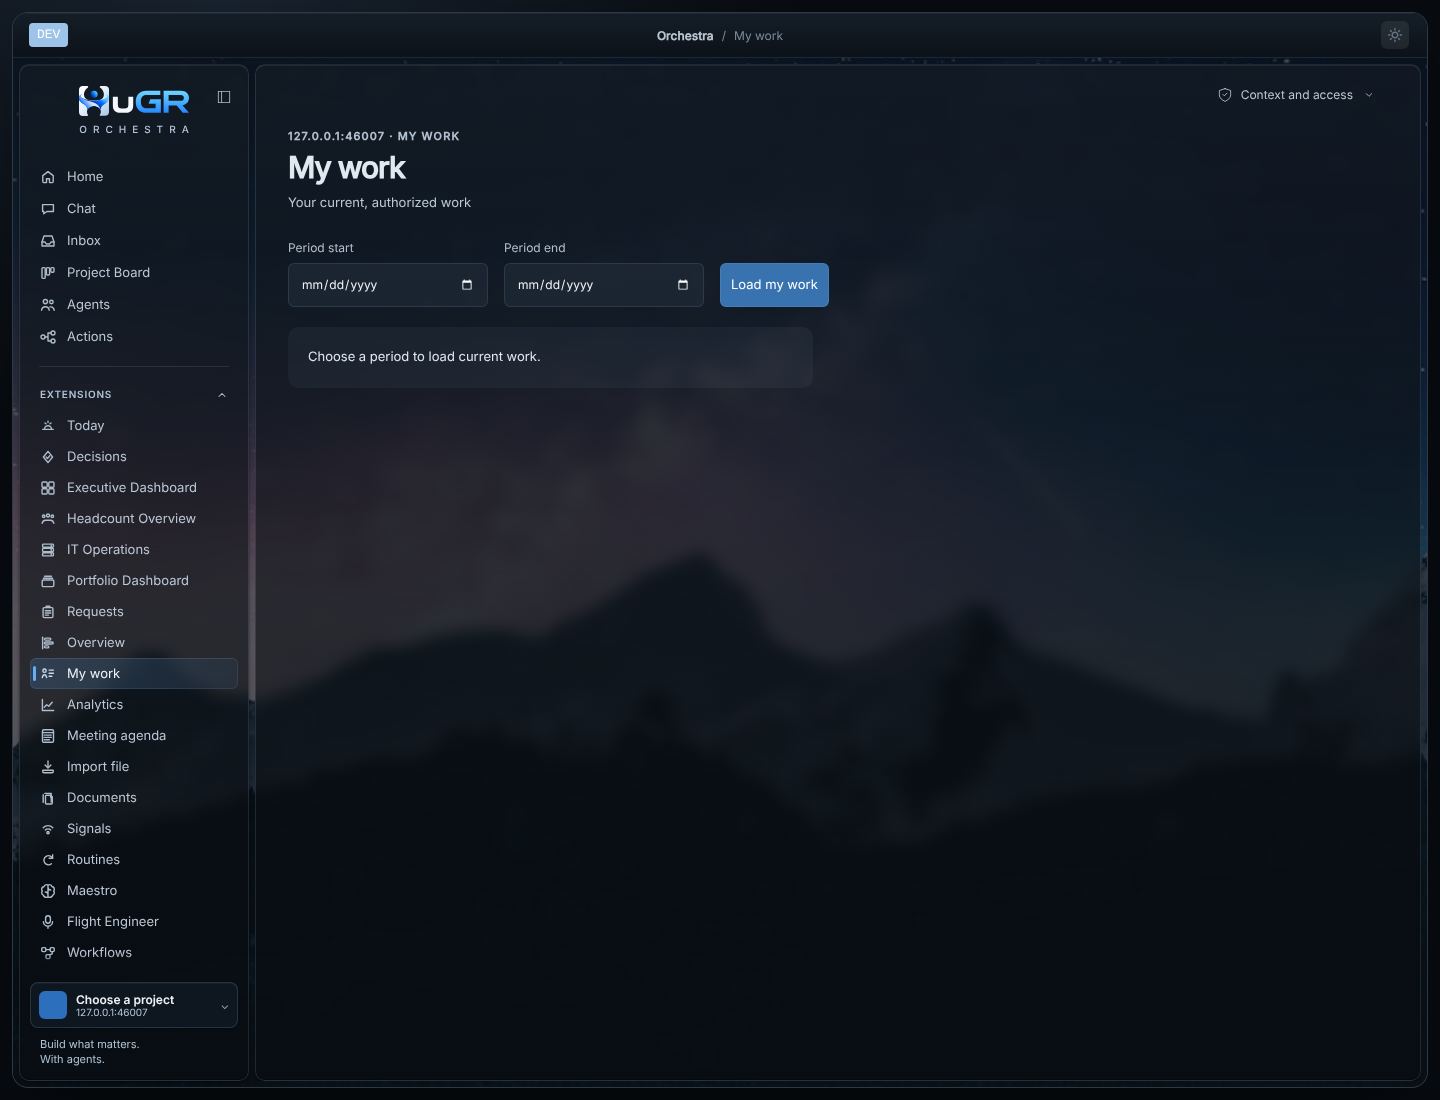 DEV
Orchestra / My work
HuGR
ORCHESTRA
Context and access
127.0.0.1:46007 · MY WORK
My work
Your current, authorized work
Period start
Period end
mm/dd/yyyy
mm/dd/yyyy
Load my work
Choose a period to load current work.
Home
Chat
Inbox
Project Board
Agents
Actions
EXTENSIONS
Today
Decisions
Executive Dashboard
Headcount Overview
IT Operations
Portfolio Dashboard
Requests
Overview
My work
Analytics
Meeting agenda
Import file
Documents
Signals
Routines
Maestro
Flight Engineer
Workflows
Choose a project
127.0.0.1:46007
Build what matters.
With agents.